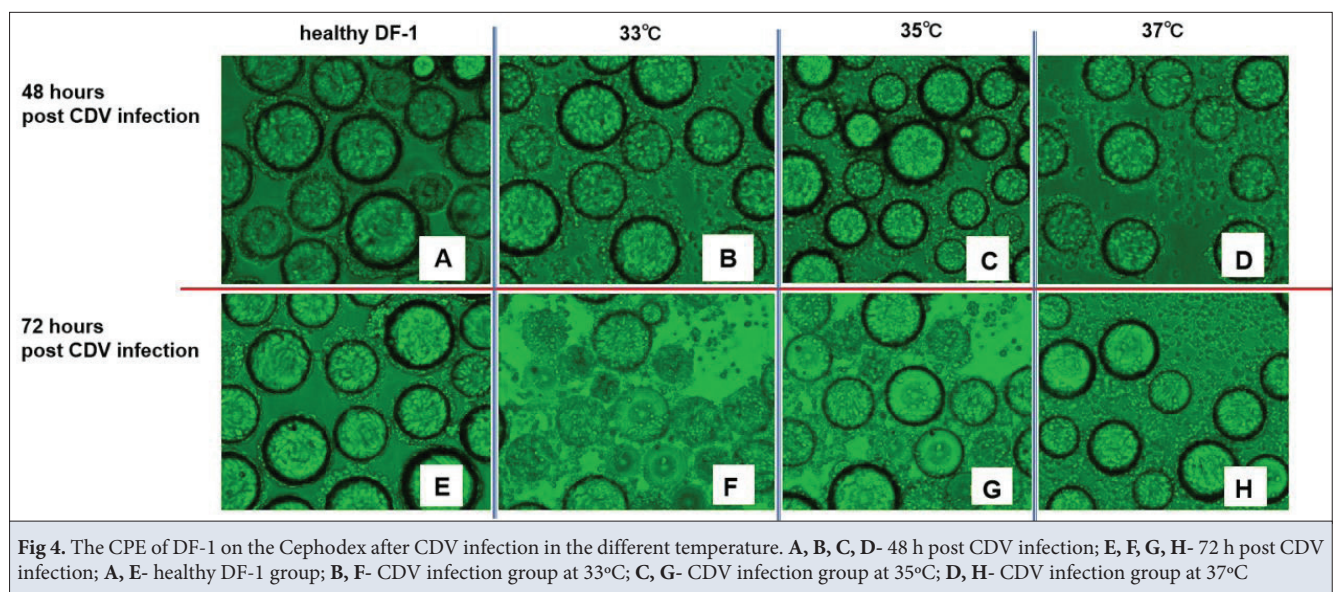 healthy DF-1 33℃ 35℃ 37℃
48 hours
post CDV infection
A B C D
72 hours
post CDV infection
E F G H
Fig 4. The CPE of DF-1 on the Cephodex after CDV infection in the different temperature. A, B, C, D- 48 h post CDV infection; E, F, G, H- 72 h post CDV
infection; A, E- healthy DF-1 group; B, F- CDV infection group at 33ºC; C, G- CDV infection group at 35ºC; D, H- CDV infection group at 37ºC